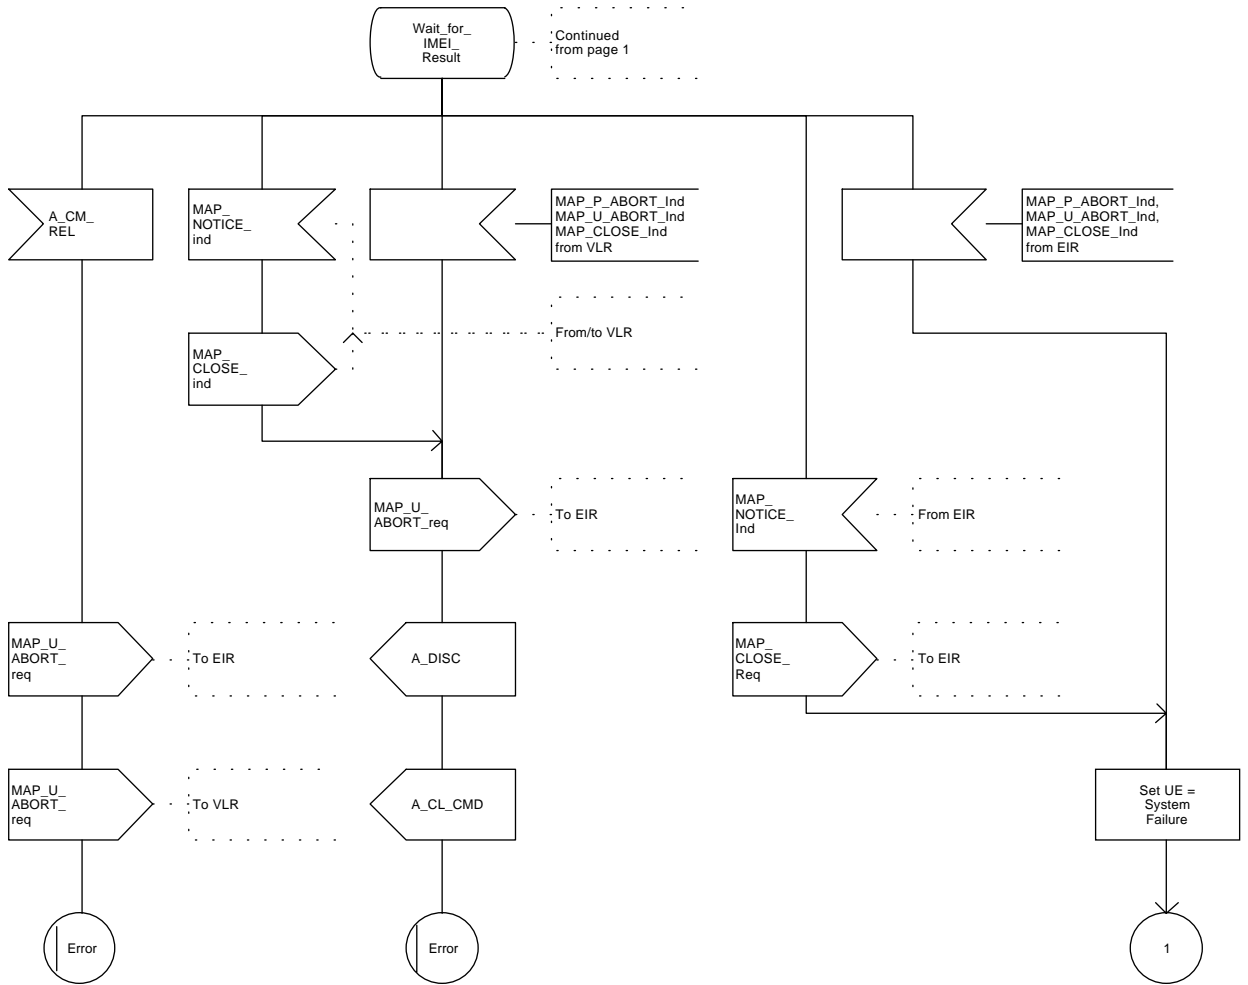 Wait_for_
IMEI_
Result
Continued
from page 1
A_CM_
REL
MAP_
NOTICE_
ind
MAP_P_ABORT_Ind
MAP_U_ABORT_Ind
MAP_CLOSE_Ind
from VLR
MAP_P_ABORT_Ind,
MAP_U_ABORT_Ind,
MAP_CLOSE_Ind
from EIR
MAP_
CLOSE_
ind
From/to VLR
MAP_U_
ABORT_req
To EIR
MAP_
NOTICE_
Ind
From EIR
MAP_U_
ABORT_
req
To EIR
A_DISC
MAP_
CLOSE_
Req
To EIR
MAP_U_
ABORT_
req
To VLR
A_CL_CMD
Set UE =
System
Failure
Error
Error
1